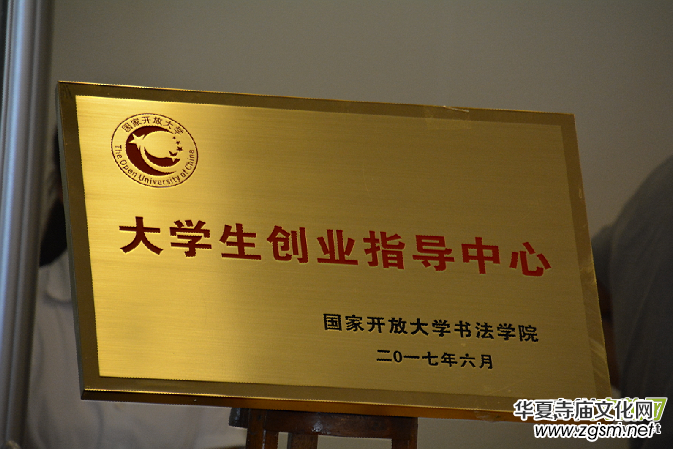 国家开放大学
The Open University of China
大学生创业指导中心
国家开放大学书法学院
二0一七年六月
华夏寺庙文化网
www.zgsm.net